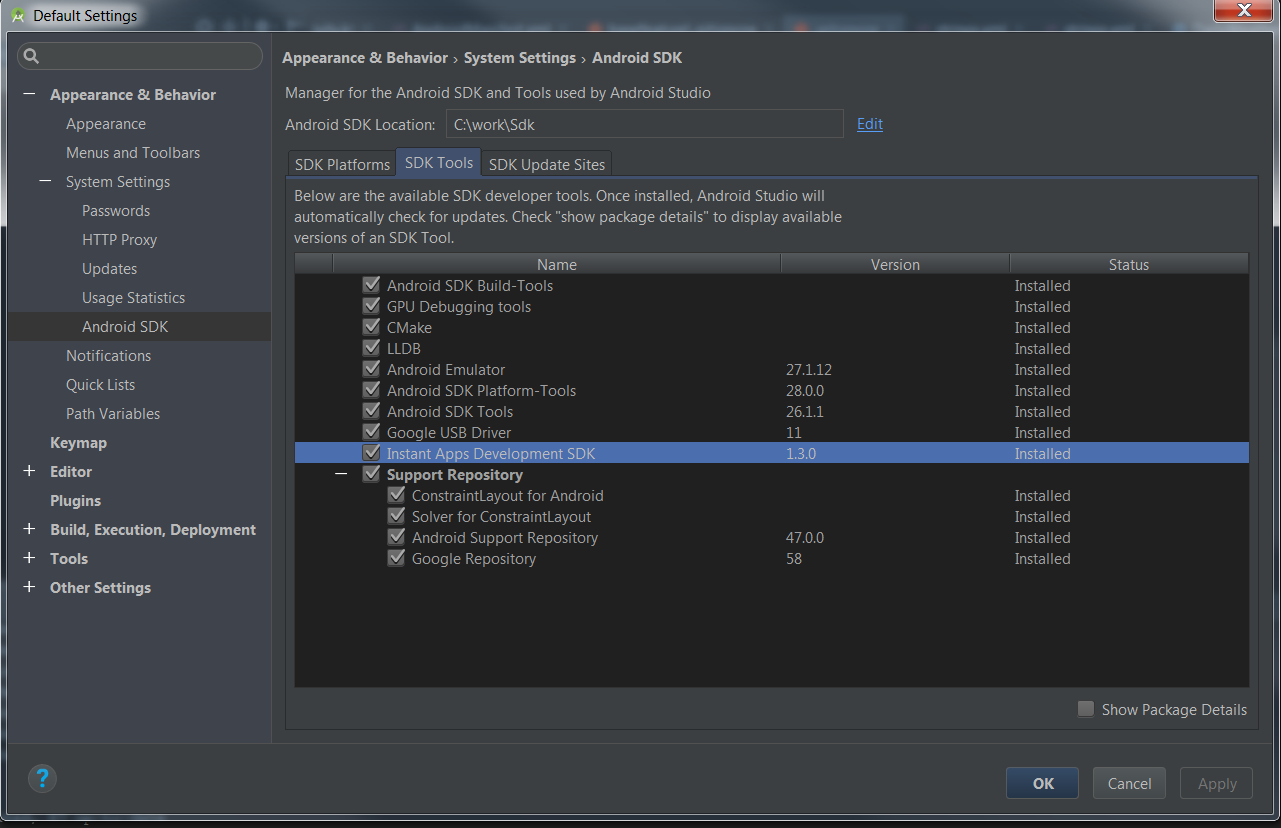 Default Settings
Appearance & Behavior
Appearance
Menus and Toolbars
System Settings
Passwords
HTTP Proxy
Updates
Usage Statistics
Android SDK
Notifications
Quick Lists
Path Variables
Keymap
Editor
Plugins
Build, Execution, Deployment
Tools
Other Settings
Appearance & Behavior › System Settings › Android SDK
Manager for the Android SDK and Tools used by Android Studio
Android SDK Location: C:\work\Sdk Edit
SDK Platforms SDK Tools SDK Update Sites
Below are the available SDK developer tools. Once installed, Android Studio will
automatically check for updates. Check "show package details" to display available
versions of an SDK Tool.
Name Version Status
Android SDK Build-Tools Installed
GPU Debugging tools Installed
CMake Installed
LLDB Installed
Android Emulator 27.1.12 Installed
Android SDK Platform-Tools 28.0.0 Installed
Android SDK Tools 26.1.1 Installed
Google USB Driver 11 Installed
Instant Apps Development SDK 1.3.0 Installed
Support Repository
ConstraintLayout for Android Installed
Solver for ConstraintLayout Installed
Android Support Repository 47.0.0 Installed
Google Repository 58 Installed
Show Package Details
? OK Cancel Apply